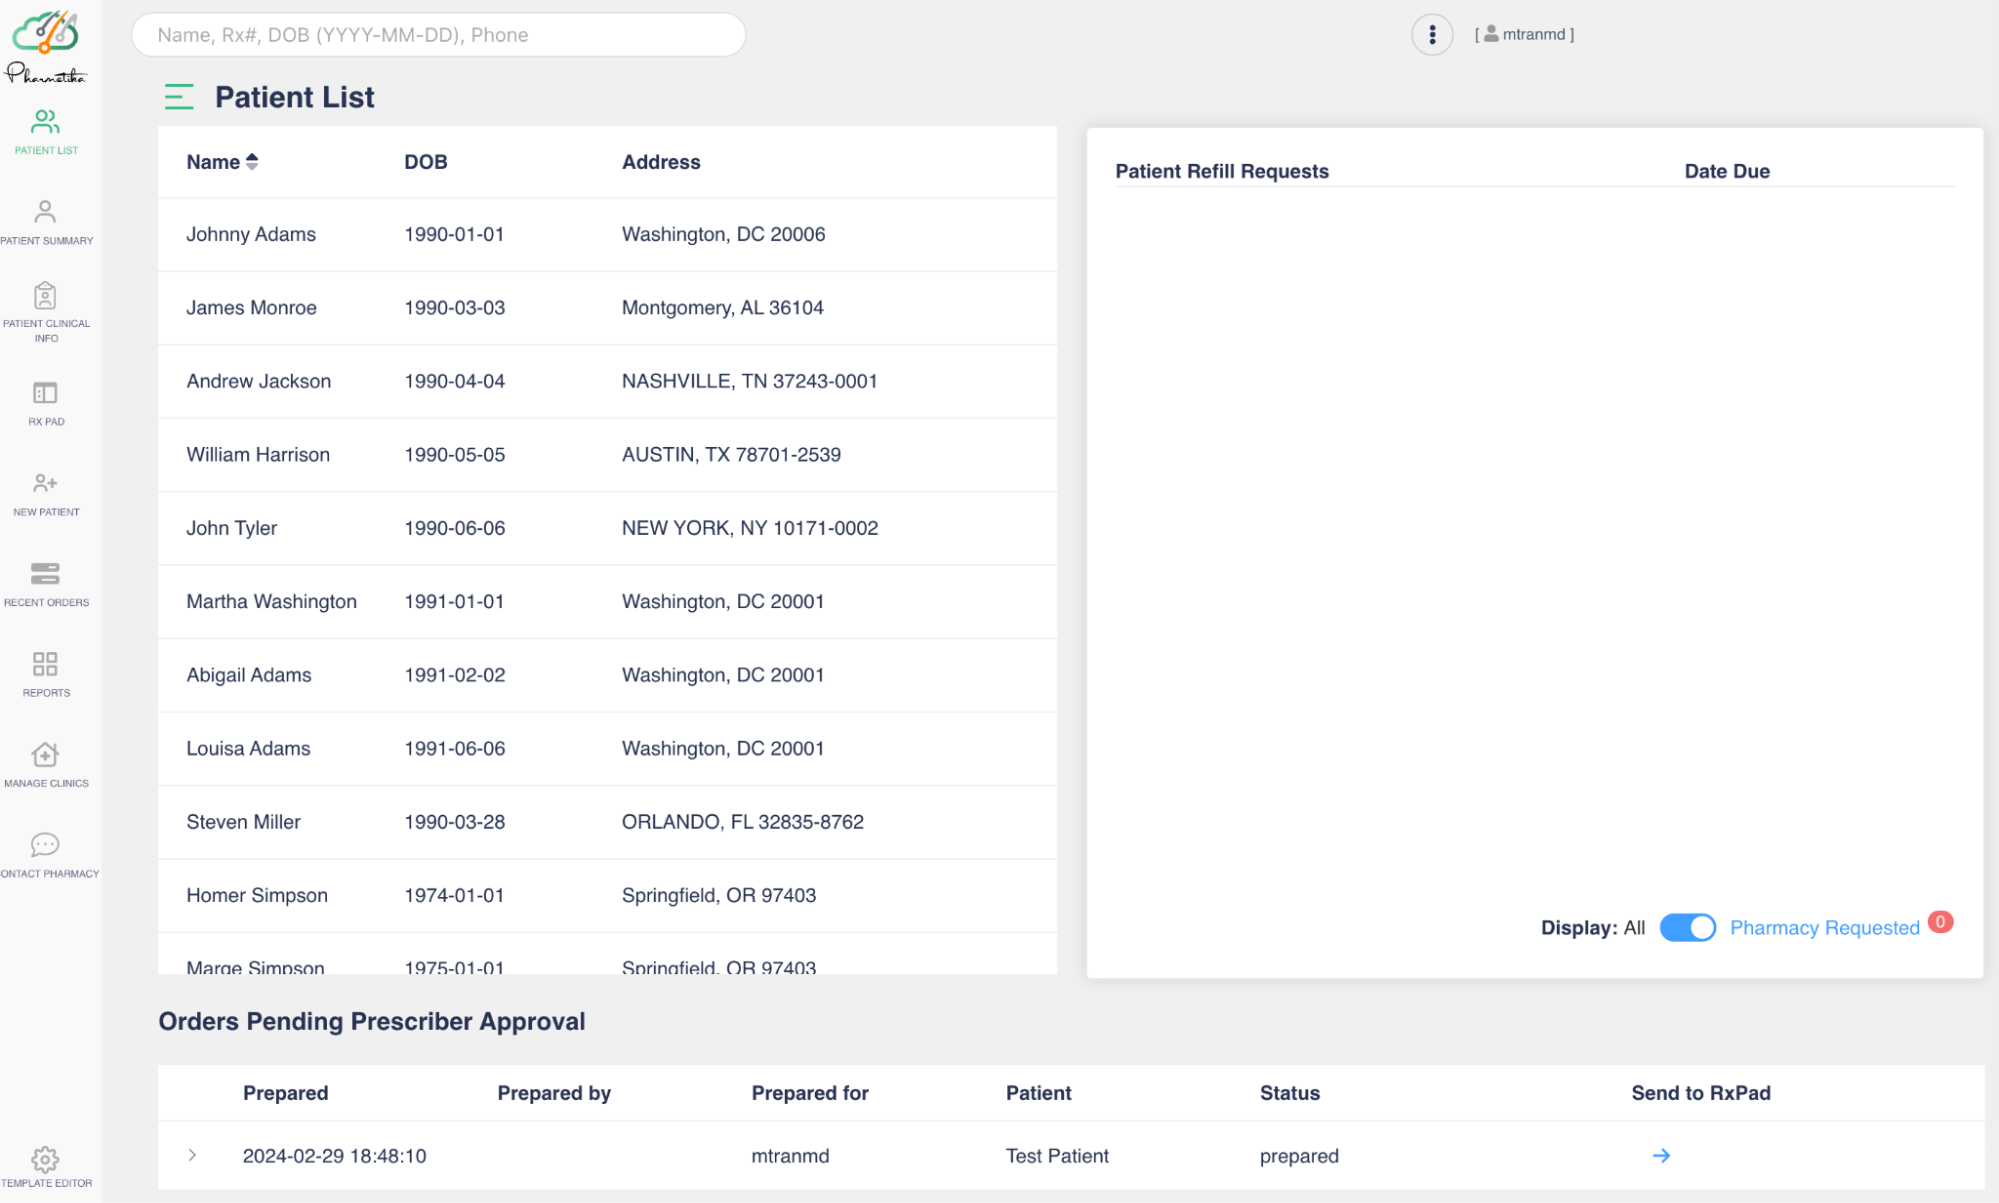 Pharmetika
Name, Rx#, DOB (YYYY-MM-DD), Phone
[ mtranmd ]
PATIENT LIST
PATIENT SUMMARY
PATIENT CLINICAL
INFO
RX PAD
NEW PATIENT
RECENT ORDERS
REPORTS
MANAGE CLINICS
ONTACT PHARMACY
TEMPLATE EDITOR
Patient List
Name DOB Address
Johnny Adams 1990-01-01 Washington, DC 20006
James Monroe 1990-03-03 Montgomery, AL 36104
Andrew Jackson 1990-04-04 NASHVILLE, TN 37243-0001
William Harrison 1990-05-05 AUSTIN, TX 78701-2539
John Tyler 1990-06-06 NEW YORK, NY 10171-0002
Martha Washington 1991-01-01 Washington, DC 20001
Abigail Adams 1991-02-02 Washington, DC 20001
Louisa Adams 1991-06-06 Washington, DC 20001
Steven Miller 1990-03-28 ORLANDO, FL 32835-8762
Homer Simpson 1974-01-01 Springfield, OR 97403
Marge Simpson 1975-01-01 Springfield, OR 97403
Patient Refill Requests Date Due
Display: All Pharmacy Requested 0
Orders Pending Prescriber Approval
Prepared Prepared by Prepared for Patient Status Send to RxPad
2024-02-29 18:48:10 mtranmd Test Patient prepared